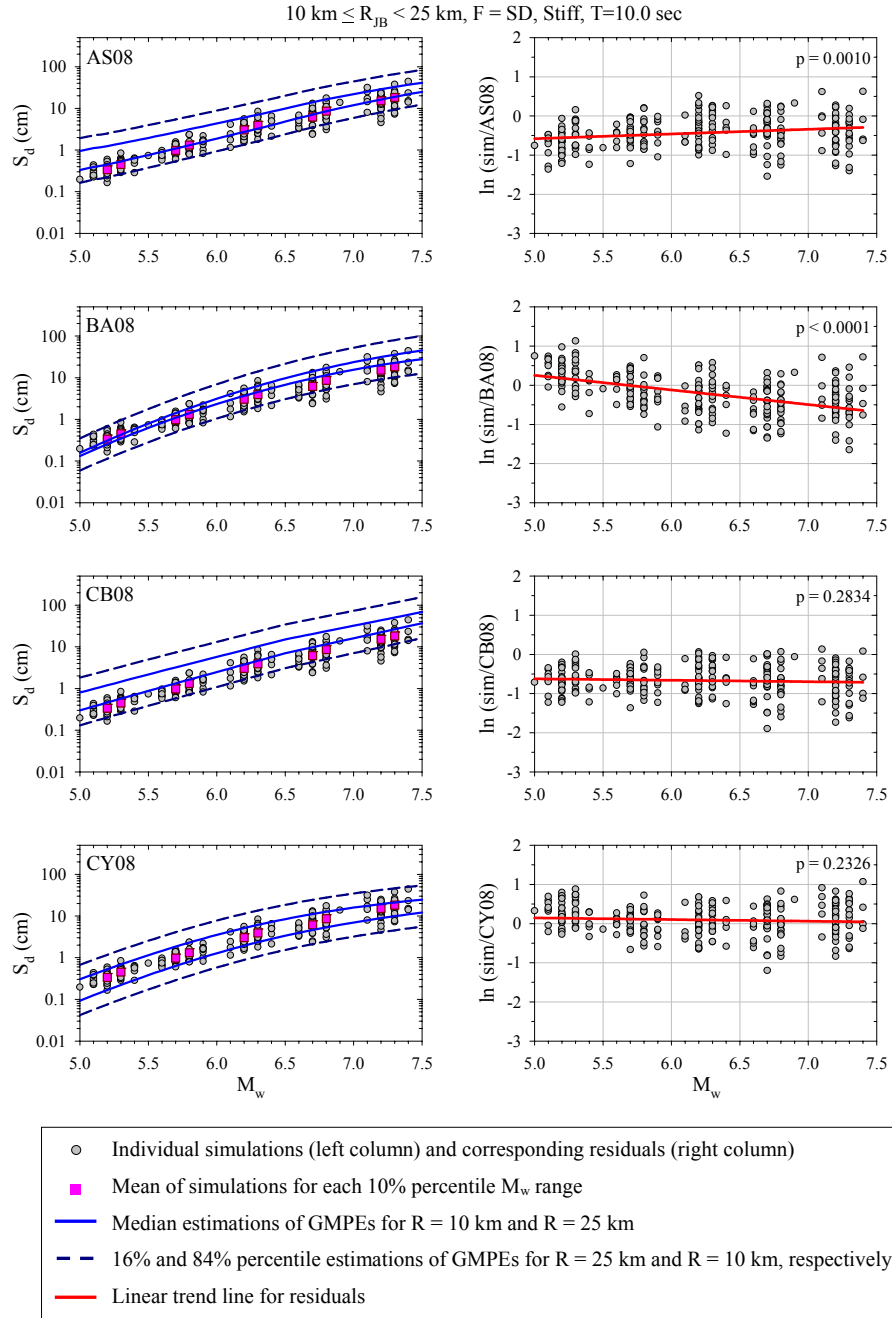 10 km ≤ R_JB < 25 km, F = SD, Stiff, T=10.0 sec
AS08
S_d (cm)
100
10
1
0.1
0.01
5.0 5.5 6.0 6.5 7.0 7.5
p = 0.0010
ln (sim/AS08)
2
1
-0
-1
-2
-3
5.0 5.5 6.0 6.5 7.0 7.5
BA08
S_d (cm)
100
10
1
0.1
0.01
5.0 5.5 6.0 6.5 7.0 7.5
p < 0.0001
ln (sim/BA08)
2
1
-0
-1
-2
-3
5.0 5.5 6.0 6.5 7.0 7.5
CB08
S_d (cm)
100
10
1
0.1
0.01
5.0 5.5 6.0 6.5 7.0 7.5
p = 0.2834
ln (sim/CB08)
2
1
0
-1
-2
-3
5.0 5.5 6.0 6.5 7.0 7.5
CY08
S_d (cm)
100
10
1
0.1
0.01
5.0 5.5 6.0 6.5 7.0 7.5
M_w
p = 0.2326
ln (sim/CY08)
2
1
0
-1
-2
-3
5.0 5.5 6.0 6.5 7.0 7.5
M_w
Individual simulations (left column) and corresponding residuals (right column)
Mean of simulations for each 10% percentile M_w range
Median estimations of GMPEs for R = 10 km and R = 25 km
16% and 84% percentile estimations of GMPEs for R = 25 km and R = 10 km, respectively
Linear trend line for residuals